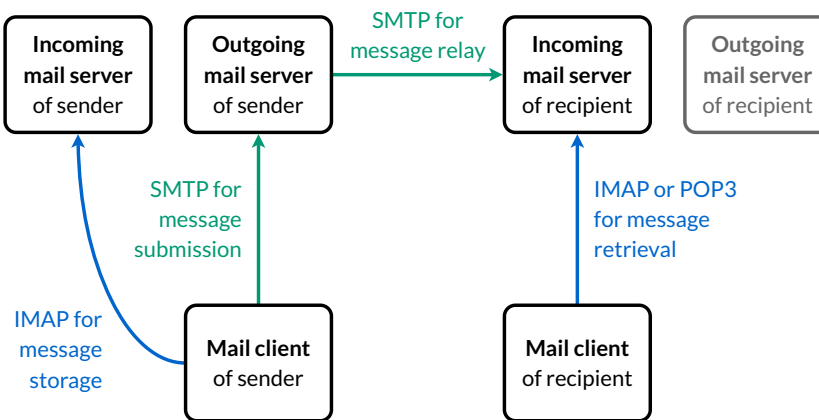 Incoming
mail server
of sender
Outgoing
mail server
of sender
SMTP for
message relay
Incoming
mail server
of recipient
Outgoing
mail server
of recipient
SMTP for
message
submission
IMAP or POP3
for message
retrieval
IMAP for
message
storage
Mail client
of sender
Mail client
of recipient